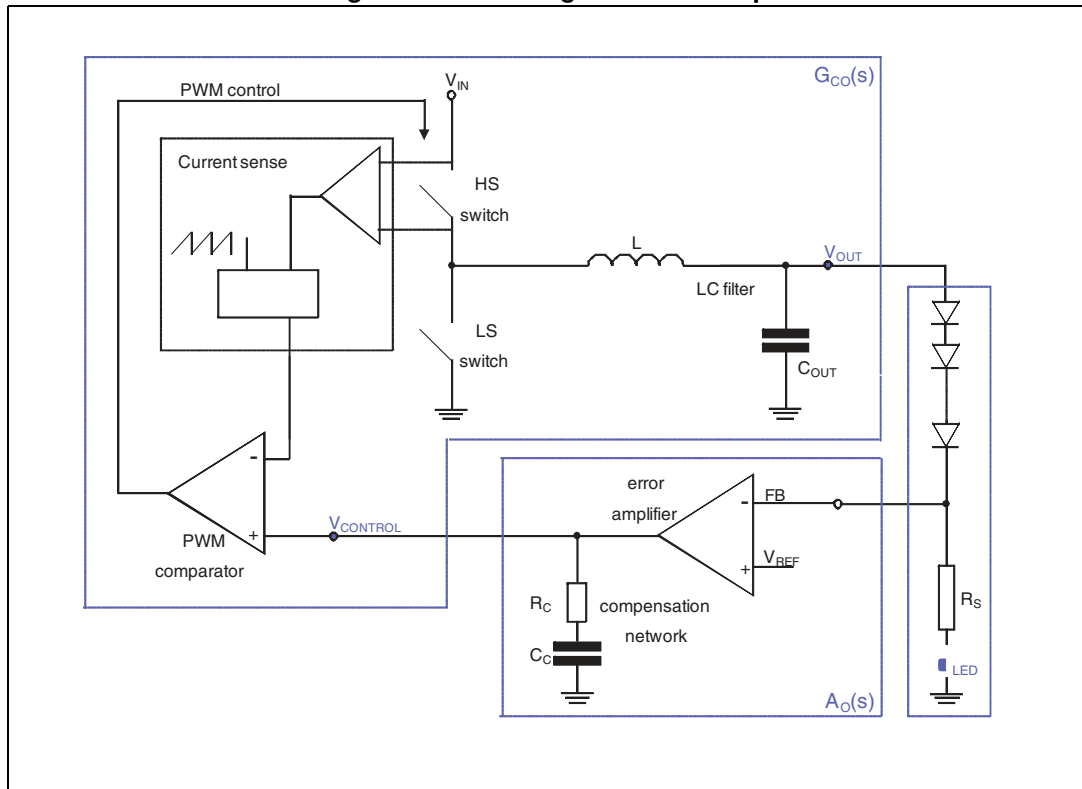 G_CO(s)
V_IN
PWM control
Current sense
HS
switch
L
V_OUT
LC filter
LS
switch
C_OUT
error
amplifier
FB
-
V_CONTROL
-
+
PWM
comparator
V_REF
+
R_C
compensation
network
R_S
C_C
LED
A_O(s)